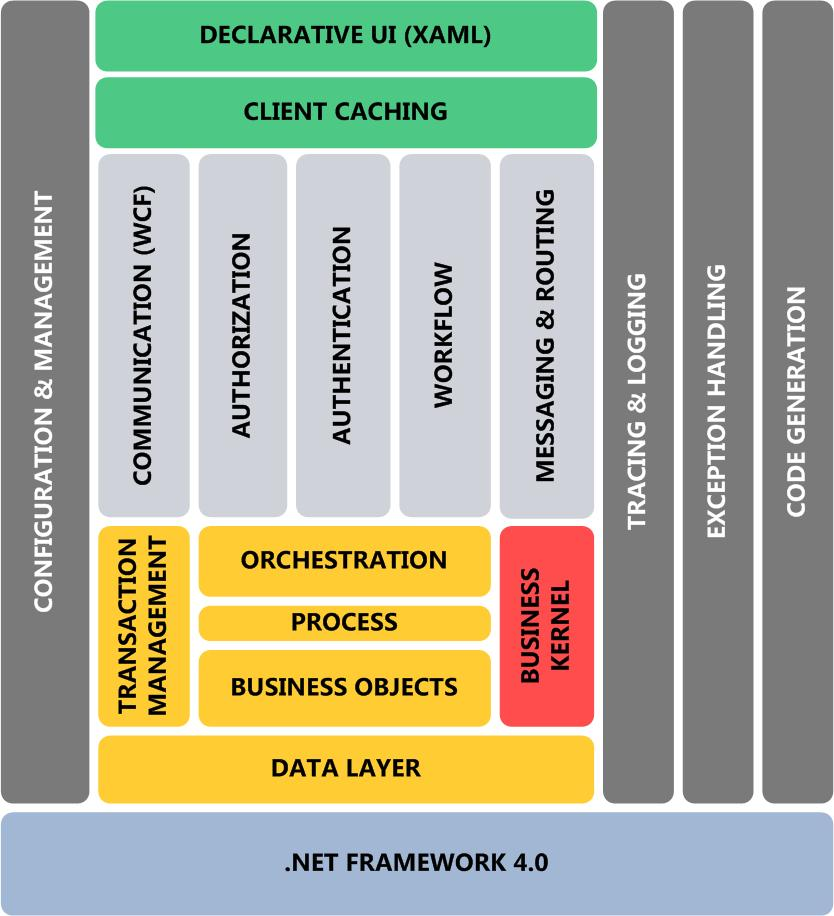 DECLARATIVE UI (XAML)
CLIENT CACHING
CONFIGURATION & MANAGEMENT
COMMUNICATION (WCF)
AUTHORIZATION
AUTHENTICATION
WORKFLOW
MESSAGING & ROUTING
TRACING & LOGGING
EXCEPTION HANDLING
CODE GENERATION
TRANSACTION
MANAGEMENT
ORCHESTRATION
PROCESS
BUSINESS OBJECTS
BUSINESS
KERNEL
DATA LAYER
.NET FRAMEWORK 4.0